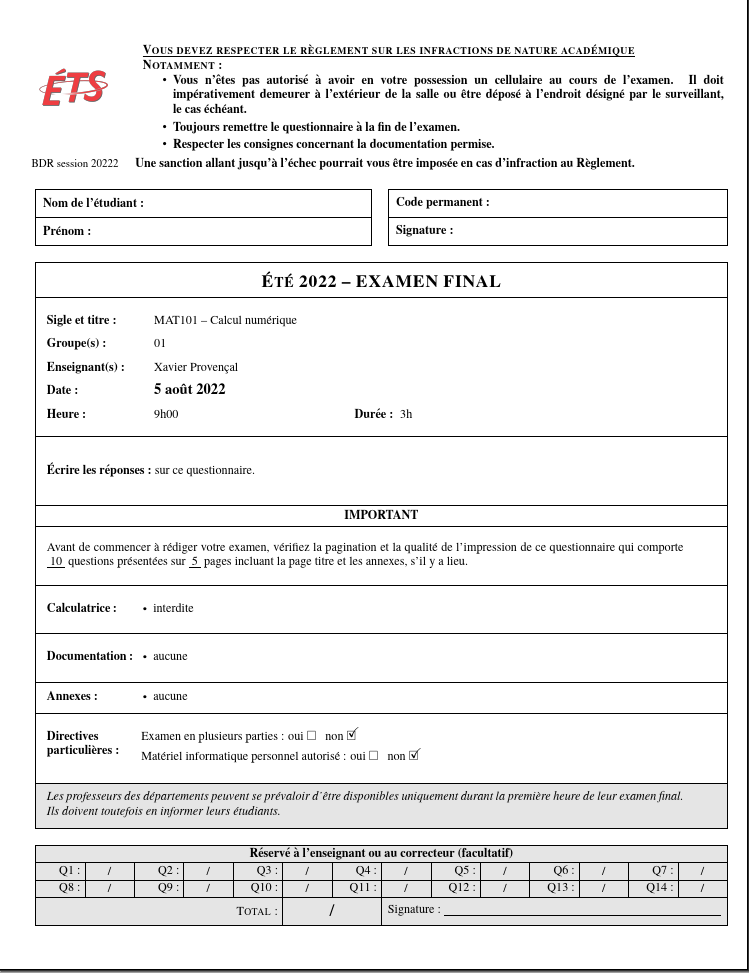 VOUS DEVEZ RESPECTER LE RÈGLEMENT SUR LES INFRACTIONS DE NATURE ACADÉMIQUE
NOTAMMENT :
• Vous n'êtes pas autorisé à avoir en votre possession un cellulaire au cours de l'examen. Il doit
impérativement demeurer à l'extérieur de la salle ou être déposé à l'endroit désigné par le surveillant,
le cas échéant.
• Toujours remettre le questionnaire à la fin de l'examen.
• Respecter les consignes concernant la documentation permise.
ÉTS
BDR session 20222 Une sanction allant jusqu'à l'échec pourrait vous être imposée en cas d'infraction au Règlement.
Nom de l'étudiant :
Prénom :
Code permanent :
Signature :
ÉTÉ 2022 – EXAMEN FINAL
Sigle et titre : MAT101 – Calcul numérique
Groupe(s) : 01
Enseignant(s) : Xavier Provençal
Date : 5 août 2022
Heure : 9h00 Durée : 3h
Écrire les réponses : sur ce questionnaire.
IMPORTANT
Avant de commencer à rédiger votre examen, vérifiez la pagination et la qualité de l'impression de ce questionnaire qui comporte
10 questions présentées sur 5 pages incluant la page titre et les annexes, s'il y a lieu.
Calculatrice : • interdite
Documentation : • aucune
Annexes : • aucune
Directives particulières :
Examen en plusieurs parties : oui ☐ non ☑
Matériel informatique personnel autorisé : oui ☐ non ☑
Les professeurs des départements peuvent se prévaloir d'être disponibles uniquement durant la première heure de leur examen final.
Ils doivent toutefois en informer leurs étudiants.
Réservé à l'enseignant ou au correcteur (facultatif)
Q1 : / Q2 : / Q3 : / Q4 : / Q5 : / Q6 : / Q7 : /
Q8 : / Q9 : / Q10 : / Q11 : / Q12 : / Q13 : / Q14 : /
TOTAL : / Signature :